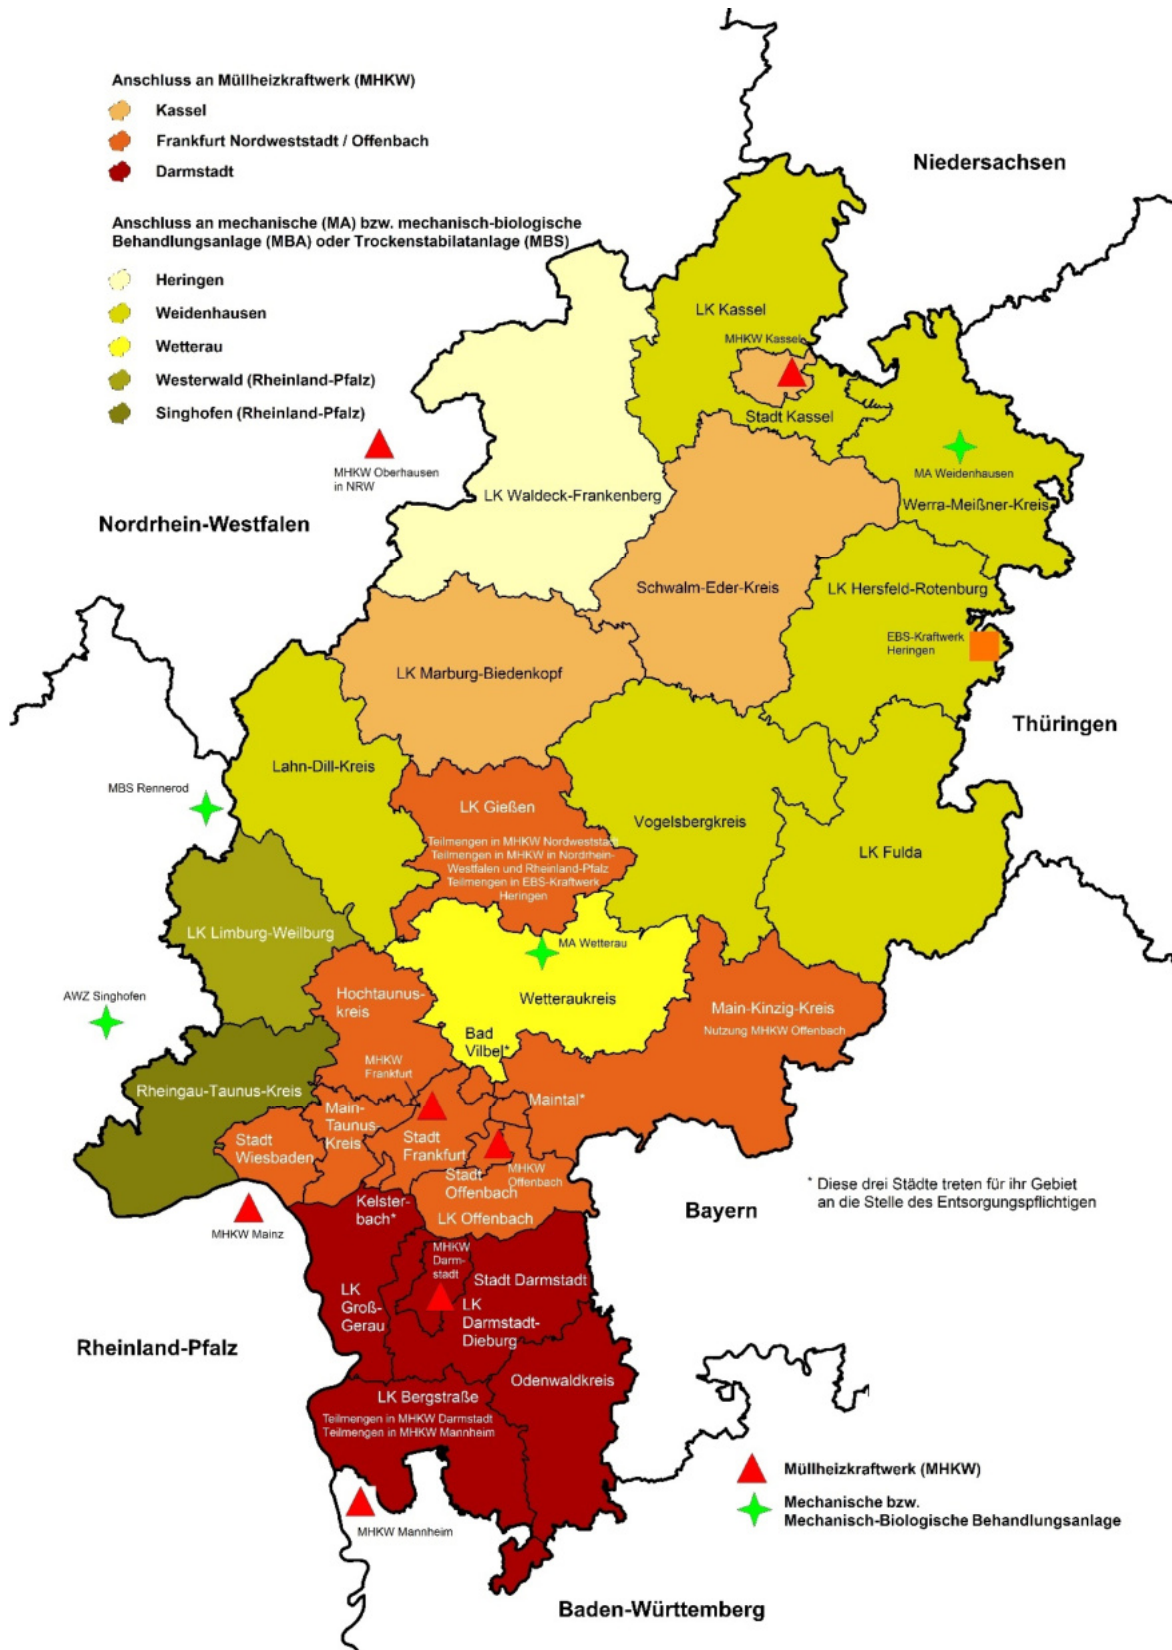 Anschluss an Müllheizkraftwerk (MHKW)
Kassel
Frankfurt Nordweststadt / Offenbach
Darmstadt
Anschluss an mechanische (MA) bzw. mechanisch-biologische
Behandlungsanlage (MBA) oder Trockenstabilatanlage (MBS)
Heringen
Weidenhausen
Wetterau
Westerwald (Rheinland-Pfalz)
Singhofen (Rheinland-Pfalz)
Niedersachsen
LK Kassel
MHKW Kassel
Stadt Kassel
MHKW Oberhausen
in NRW
MA Weidenhausen
LK Waldeck-Frankenberg
Werra-Meißner-Kreis
Nordrhein-Westfalen
Schwalm-Eder-Kreis
LK Hersfeld-Rotenburg
EBS-Kraftwerk
Heringen
LK Marburg-Biedenkopf
Thüringen
Lahn-Dill-Kreis
MBS Rennerod
LK Gießen
Teilmengen in MHKW Nordweststadt
Teilmengen in MHKW in Nordrhein-
Westfalen und Rheinland-Pfalz
Teilmengen in EBS-Kraftwerk
Heringen
Vogelsbergkreis
LK Fulda
LK Limburg-Weilburg
MA Wetterau
AWZ Singhofen
Hochtaunus-
kreis
Wetteraukreis
Main-Kinzig-Kreis
Nutzung MHKW Offenbach
Bad
Vilbel*
MHKW
Frankfurt
Rheingau-Taunus-Kreis
Maintal*
Main-
Taunus-
Kreis
Stadt
Wiesbaden
Stadt
Frankfurt
MHKW
Offenbach
Stadt
Offenbach
* Diese drei Städte treten für ihr Gebiet
an die Stelle des Entsorgungspflichtigen
Kelster-
bach*
LK Offenbach
Bayern
MHKW Mainz
MHKW
Darm-
stadt
Stadt Darmstadt
LK
Groß-
Gerau
LK
Darmstadt-
Dieburg
Rheinland-Pfalz
Odenwaldkreis
LK Bergstraße
Teilmengen in MHKW Darmstadt
Teilmengen in MHKW Mannheim
Müllheizkraftwerk (MHKW)
Mechanische bzw.
Mechanisch-Biologische Behandlungsanlage
MHKW Mannheim
Baden-Württemberg